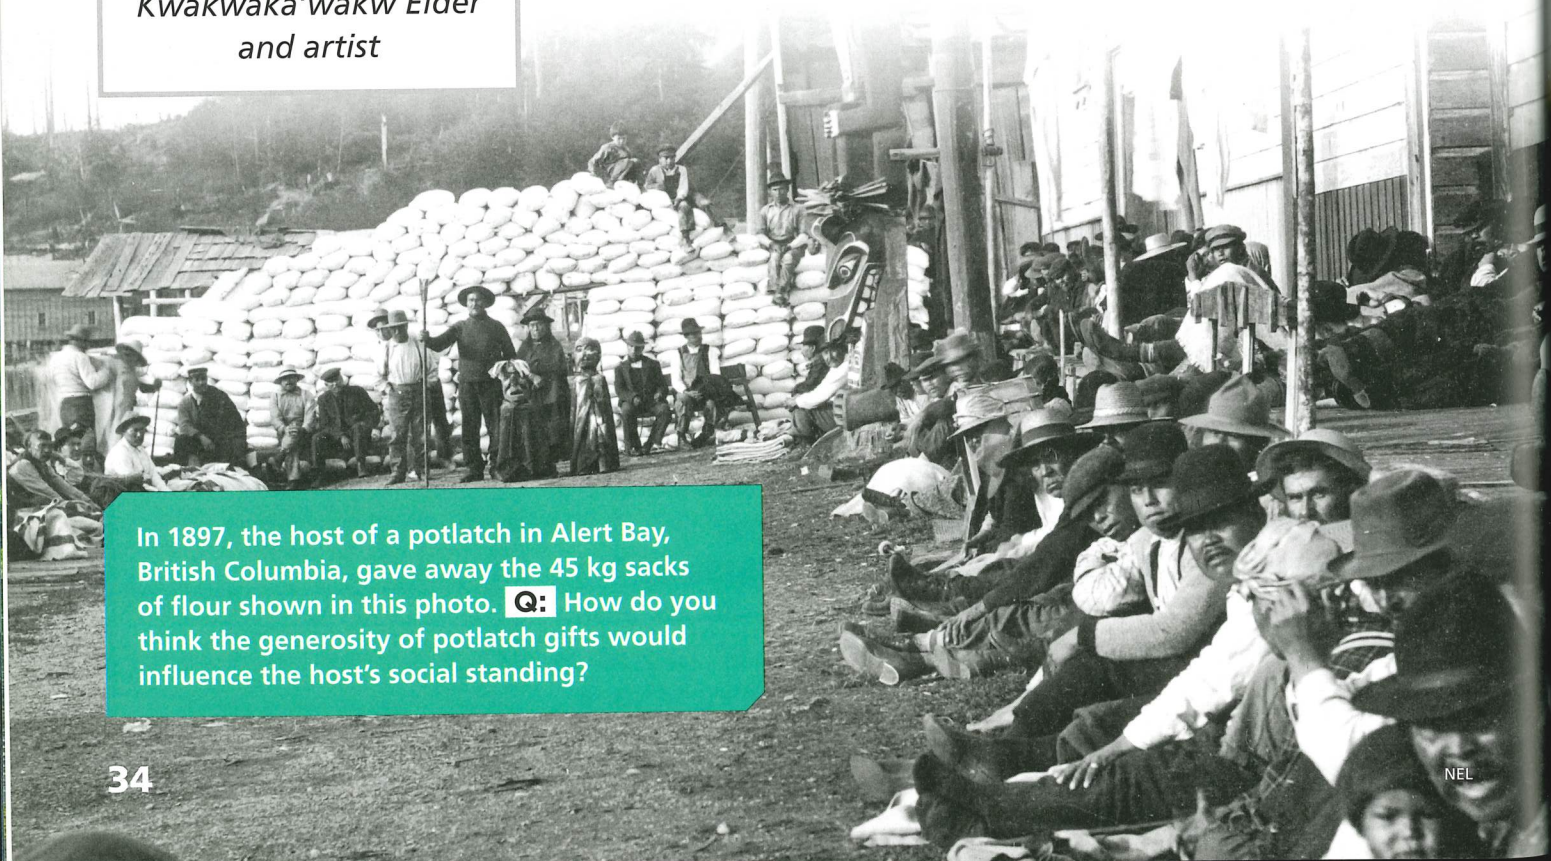 Kwakwaka'wakw Elder
and artist
In 1897, the host of a potlatch in Alert Bay,
British Columbia, gave away the 45 kg sacks
of flour shown in this photo. Q: How do you
think the generosity of potlatch gifts would
influence the host's social standing?
34
NEL